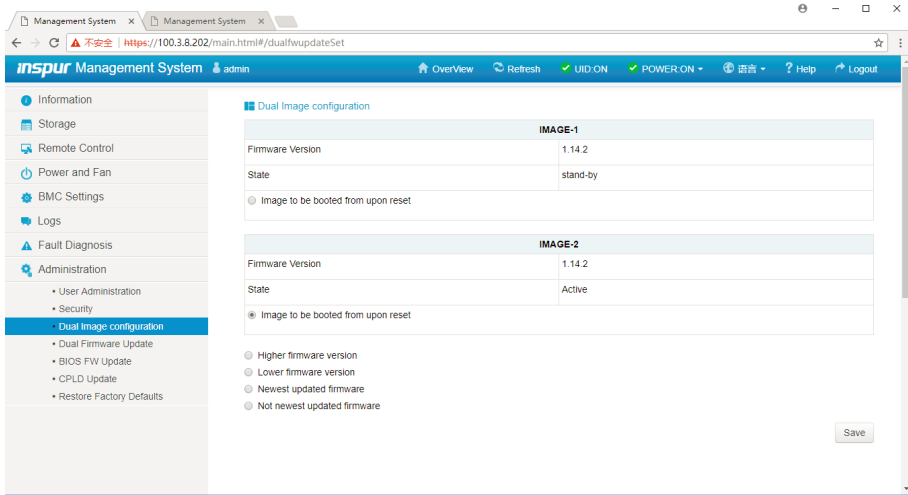 Management System
Management System
不安全 | https://100.3.8.202/main.html#/dualfwupdateSet
inspur Management System admin OverView Refresh UID:ON POWER:ON 语言 Help Logout
Information
Storage
Remote Control
Power and Fan
BMC Settings
Logs
Fault Diagnosis
Administration
• User Administration
• Security
• Dual Image configuration
• Dual Firmware Update
• BIOS FW Update
• CPLD Update
• Restore Factory Defaults
Dual Image configuration
IMAGE-1
Firmware Version 1.14.2
State stand-by
Image to be booted from upon reset
IMAGE-2
Firmware Version 1.14.2
State Active
Image to be booted from upon reset
Higher firmware version
Lower firmware version
Newest updated firmware
Not newest updated firmware
Save